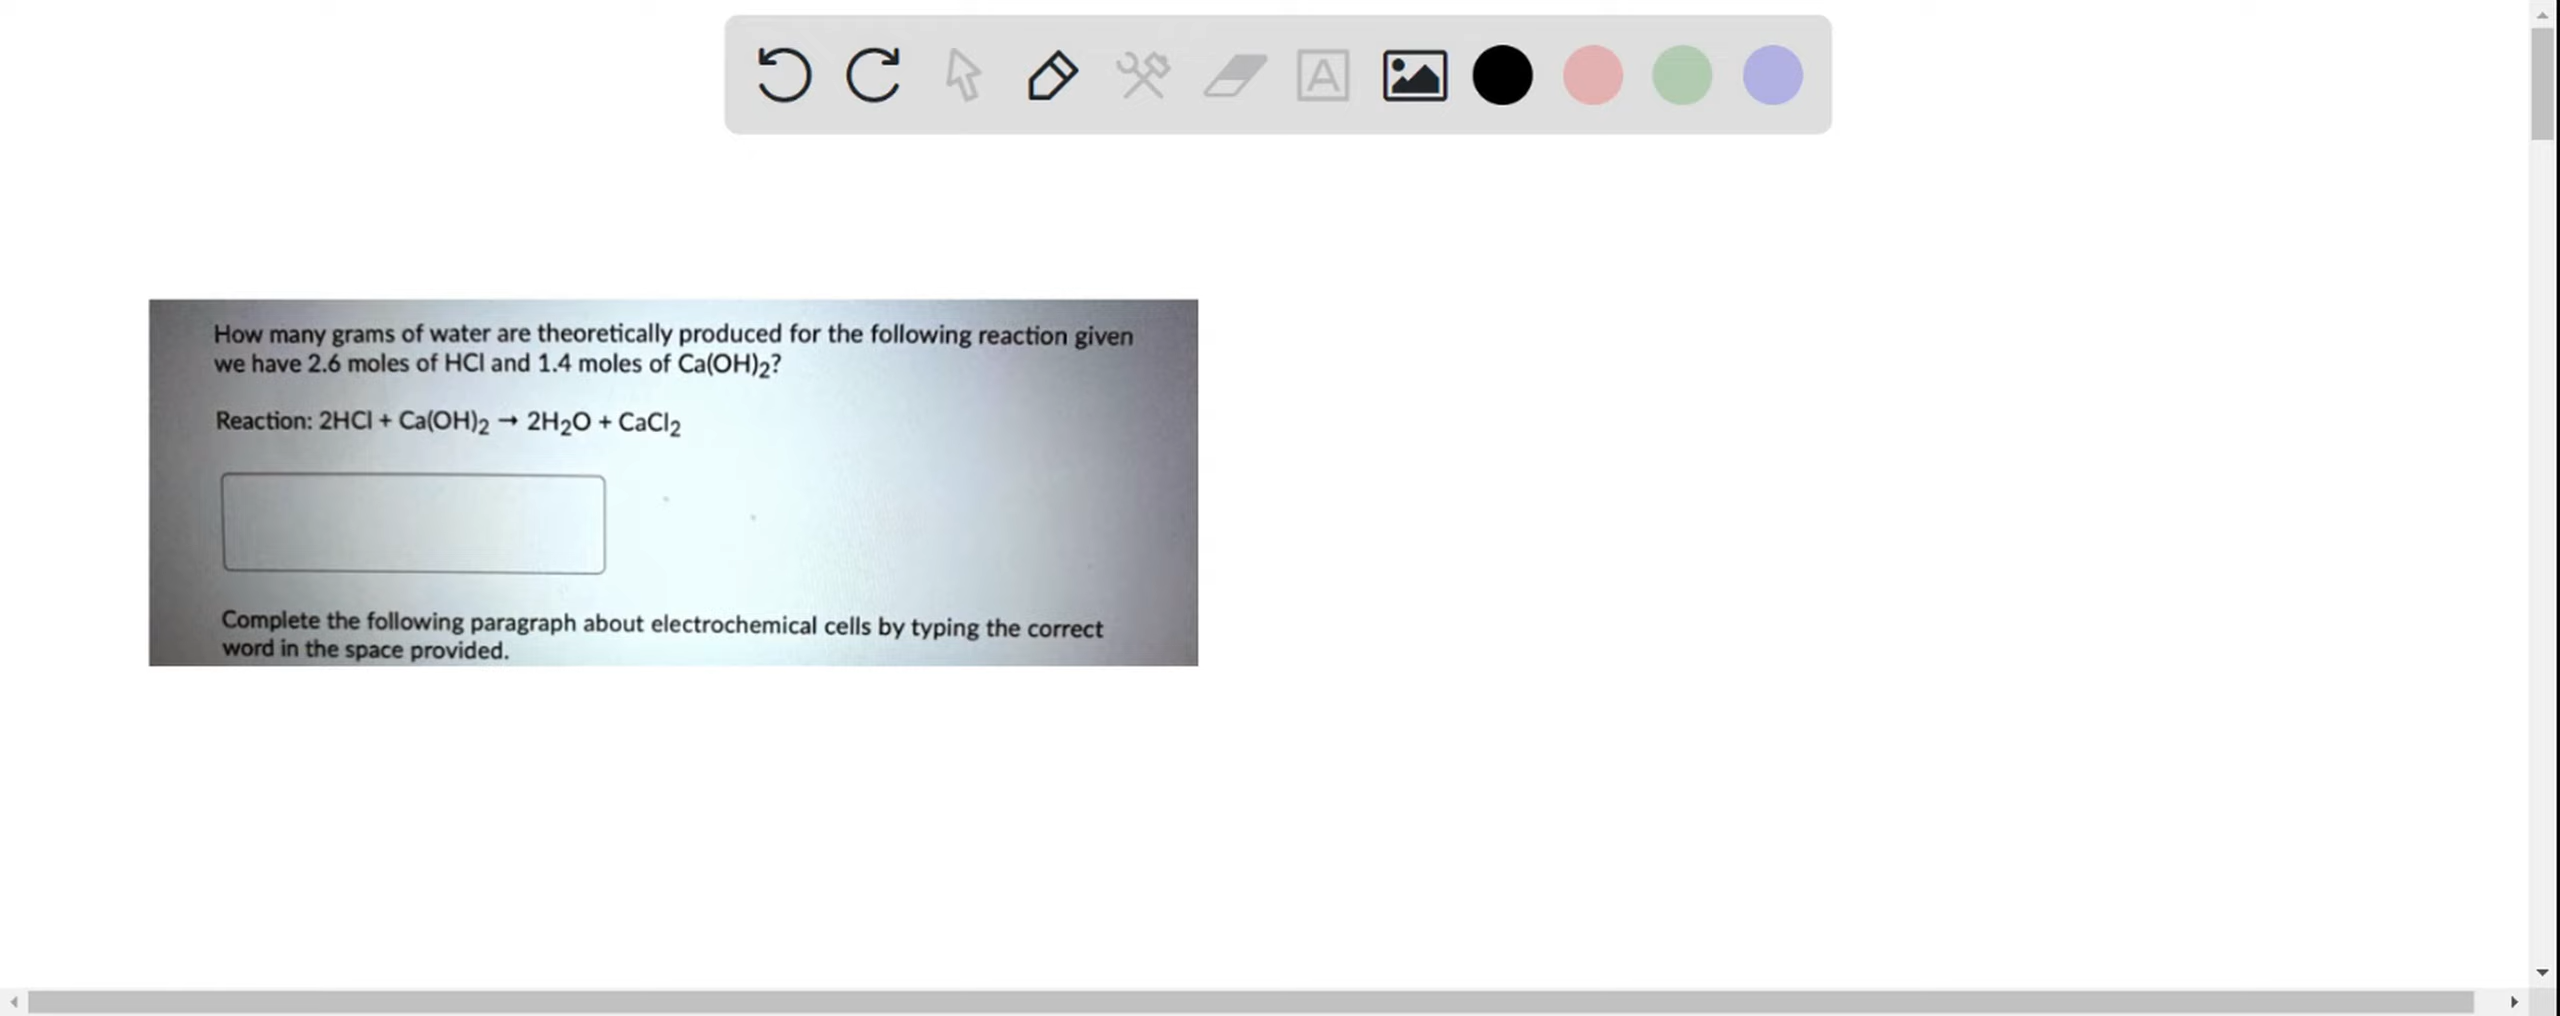 A
How many grams of water are theoretically produced for the following reaction given
we have 2.6 moles of HCl and 1.4 moles of Ca(OH)₂?
Reaction: 2HCl + Ca(OH)₂ → 2H₂O + CaCl₂
Complete the following paragraph about electrochemical cells by typing the correct
word in the space provided.